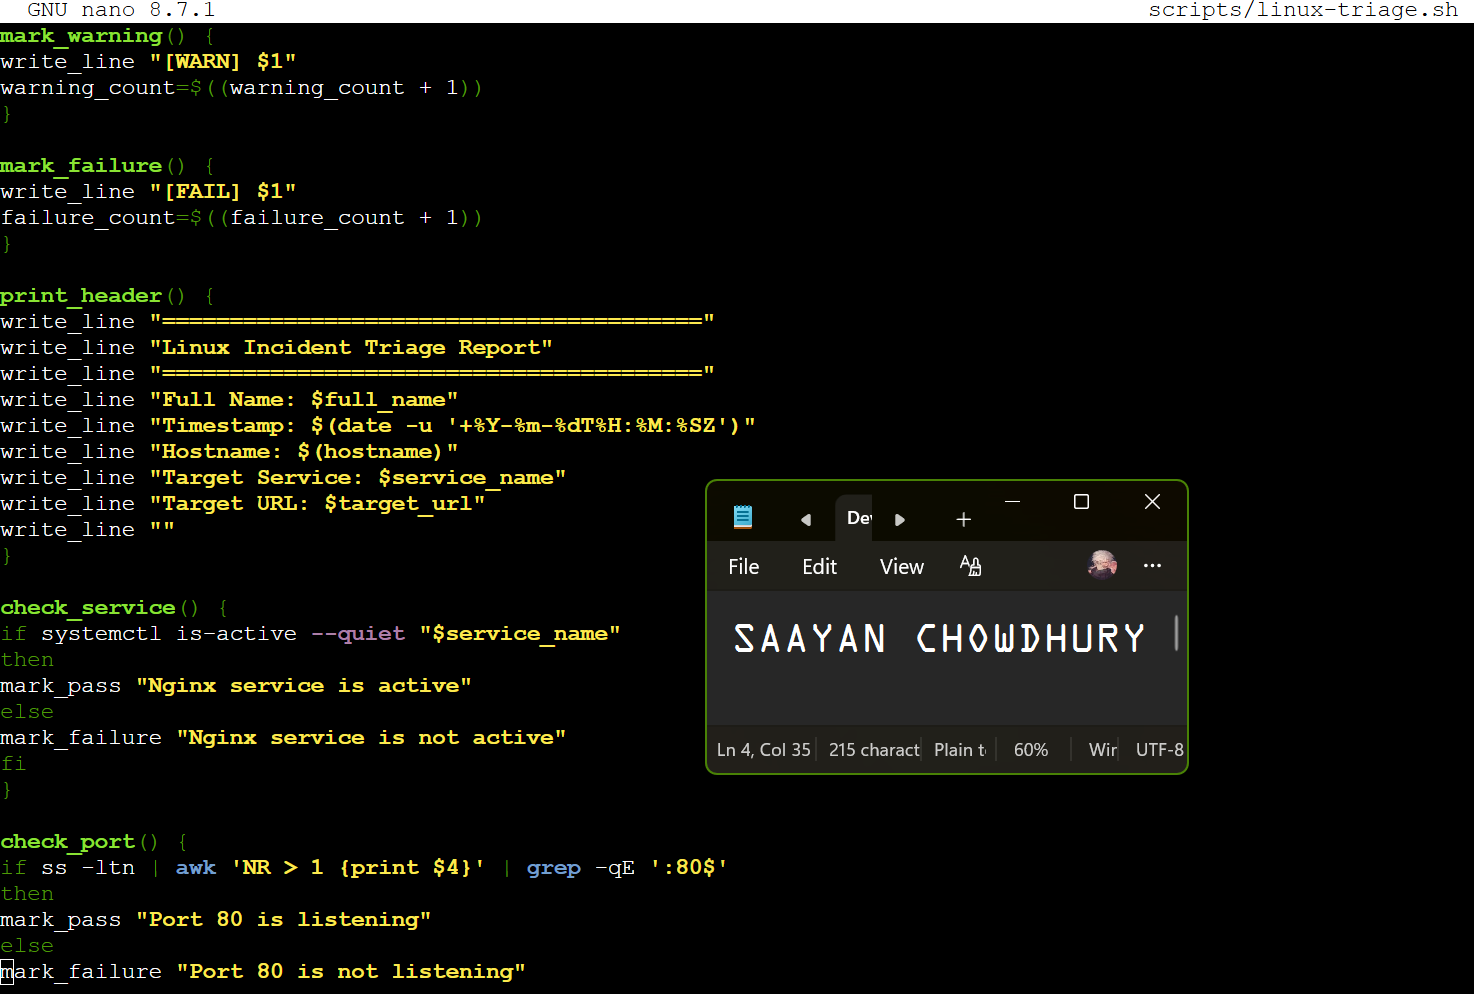 GNU nano 8.7.1 scripts/linux-triage.sh
mark_warning() {
write_line "[WARN] $1"
warning_count=$((warning_count + 1))
}
mark_failure() {
write_line "[FAIL] $1"
failure_count=$((failure_count + 1))
}
print_header() {
write_line "========================================"
write_line "Linux Incident Triage Report"
write_line "========================================"
write_line "Full Name: $full_name"
write_line "Timestamp: $(date -u '+%Y-%m-%dT%H:%M:%SZ')"
write_line "Hostname: $(hostname)"
write_line "Target Service: $service_name"
write_line "Target URL: $target_url"
write_line ""
}
check_service() {
if systemctl is-active --quiet "$service_name"
then
mark_pass "Nginx service is active"
else
mark_failure "Nginx service is not active"
fi
}
check_port() {
if ss -ltn | awk 'NR > 1 {print $4}' | grep -qE ':80$'
then
mark_pass "Port 80 is listening"
else
mark_failure "Port 80 is not listening"
Dev
File Edit View
SAAYAN CHOWDHURY
Ln 4, Col 35 215 charact Plain t 60% Wir UTF-8